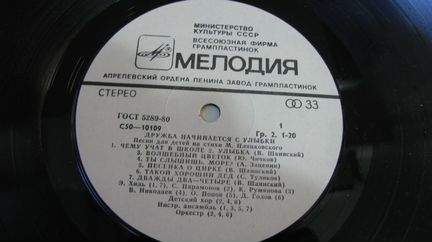 МИНИСТЕРСТВО
КУЛЬТУРЫ СССР
ВСЕСОЮЗНАЯ ФИРМА
ГРАМПЛАСТИНОК
МЕЛОДИЯ
АПРЕЛЕВСКИЙ ОРДЕНА ЛЕНИНА ЗАВОД ГРАМПЛАСТИНОК
СТЕРЕО
33
ГОСТ 5289-80
1
С50—10109
Гр. 2. 1-20
ДРУЖБА НАЧИНАЕТСЯ С УЛЫБКИ
Песни для детей на стихи М. Пляцковского
1. ЧЕМУ УЧАТ В ШКОЛЕ 2. УЛЫБКА (В. Шаинский)
3. ВОЛШЕБНЫЙ ЦВЕТОК (Ю. Чичков)
4. ТЫ СЛЫШИШЬ, МОРЕ? (А. Зацепин)
5. ПЕСЕНКА О ЦИРКЕ (В. Шаинский)
6. ТАКОЙ ХОРОШИЙ ДЕД (С. Туликов)
7. ДВАЖДЫ ДВА—ЧЕТЫРЕ (В. Шаинский)
Э. Хиль (1, 7), С. Парамонов (2), К. Румянова (3)
В. Николаев (4), О. Попов (5), Д. Голов (6)
Детский хор (2, 4, 6)
Инстр. ансамбль (1, 3, 5, 7)
Оркестр (2, 4, 6)